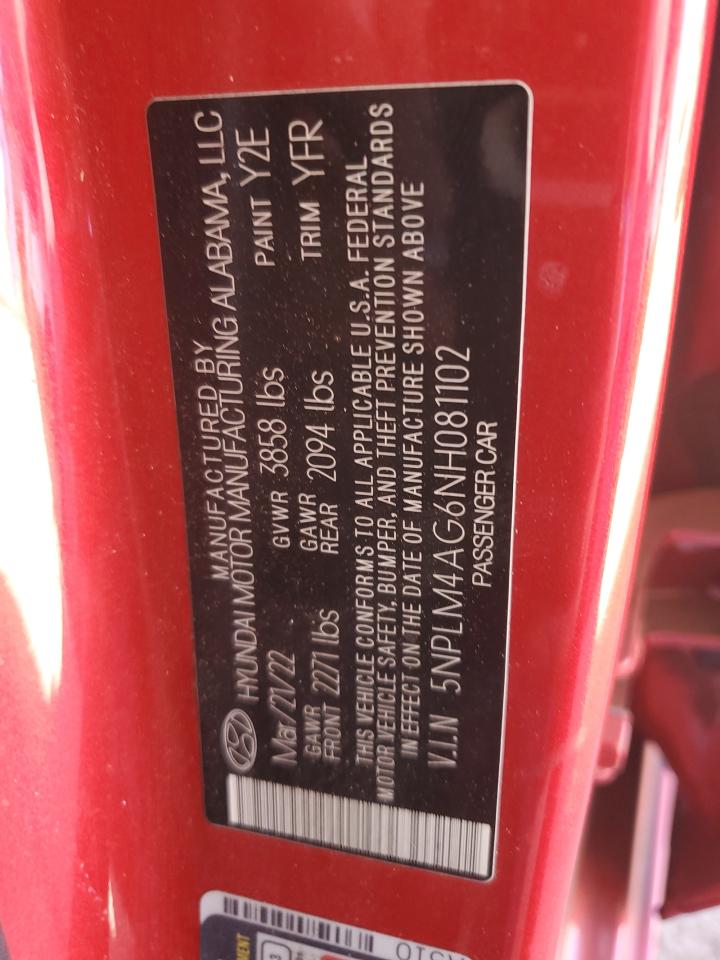 MANUFACTURED BY
HYUNDAI MOTOR MANUFACTURING ALABAMA, LLC
Mar/21/22 GVWR 3858 lbs PAINT Y2E
GAWR FRONT 2271 lbs GAWR REAR 2094 lbs TRIM YFR
THIS VEHICLE CONFORMS TO ALL APPLICABLE U.S.A. FEDERAL
MOTOR VEHICLE SAFETY, BUMPER, AND THEFT PREVENTION STANDARDS
IN EFFECT ON THE DATE OF MANUFACTURE SHOWN ABOVE
V.I.N 5NPLM4AG6NH081102
PASSENGER CAR